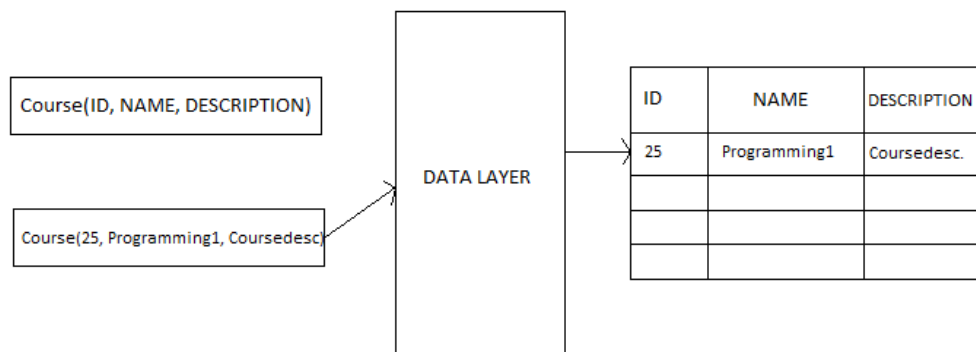 Course(ID, NAME, DESCRIPTION)
Course(25, Programming1, Coursedesc)
DATA LAYER
ID NAME DESCRIPTION
25 Programming1 Coursedesc.